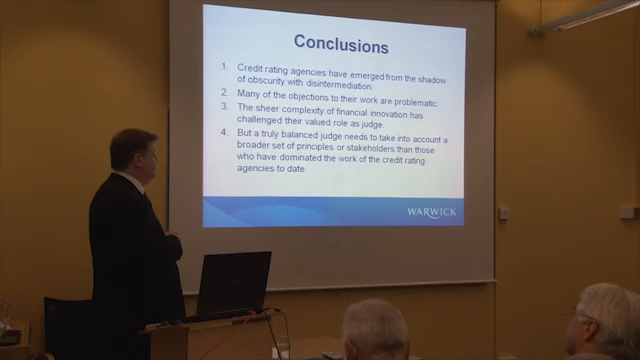 Conclusions
1. Credit rating agencies have emerged from the shadow
of obscurity with disintermediation.
2. Many of the objections to their work are problematic.
3. The sheer complexity of financial innovation has
challenged their valued role as judge.
4. But a truly balanced judge needs to take into account a
broader set of principles or stakeholders than those
who have dominated the work of the credit rating
agencies to date.
WARWICK